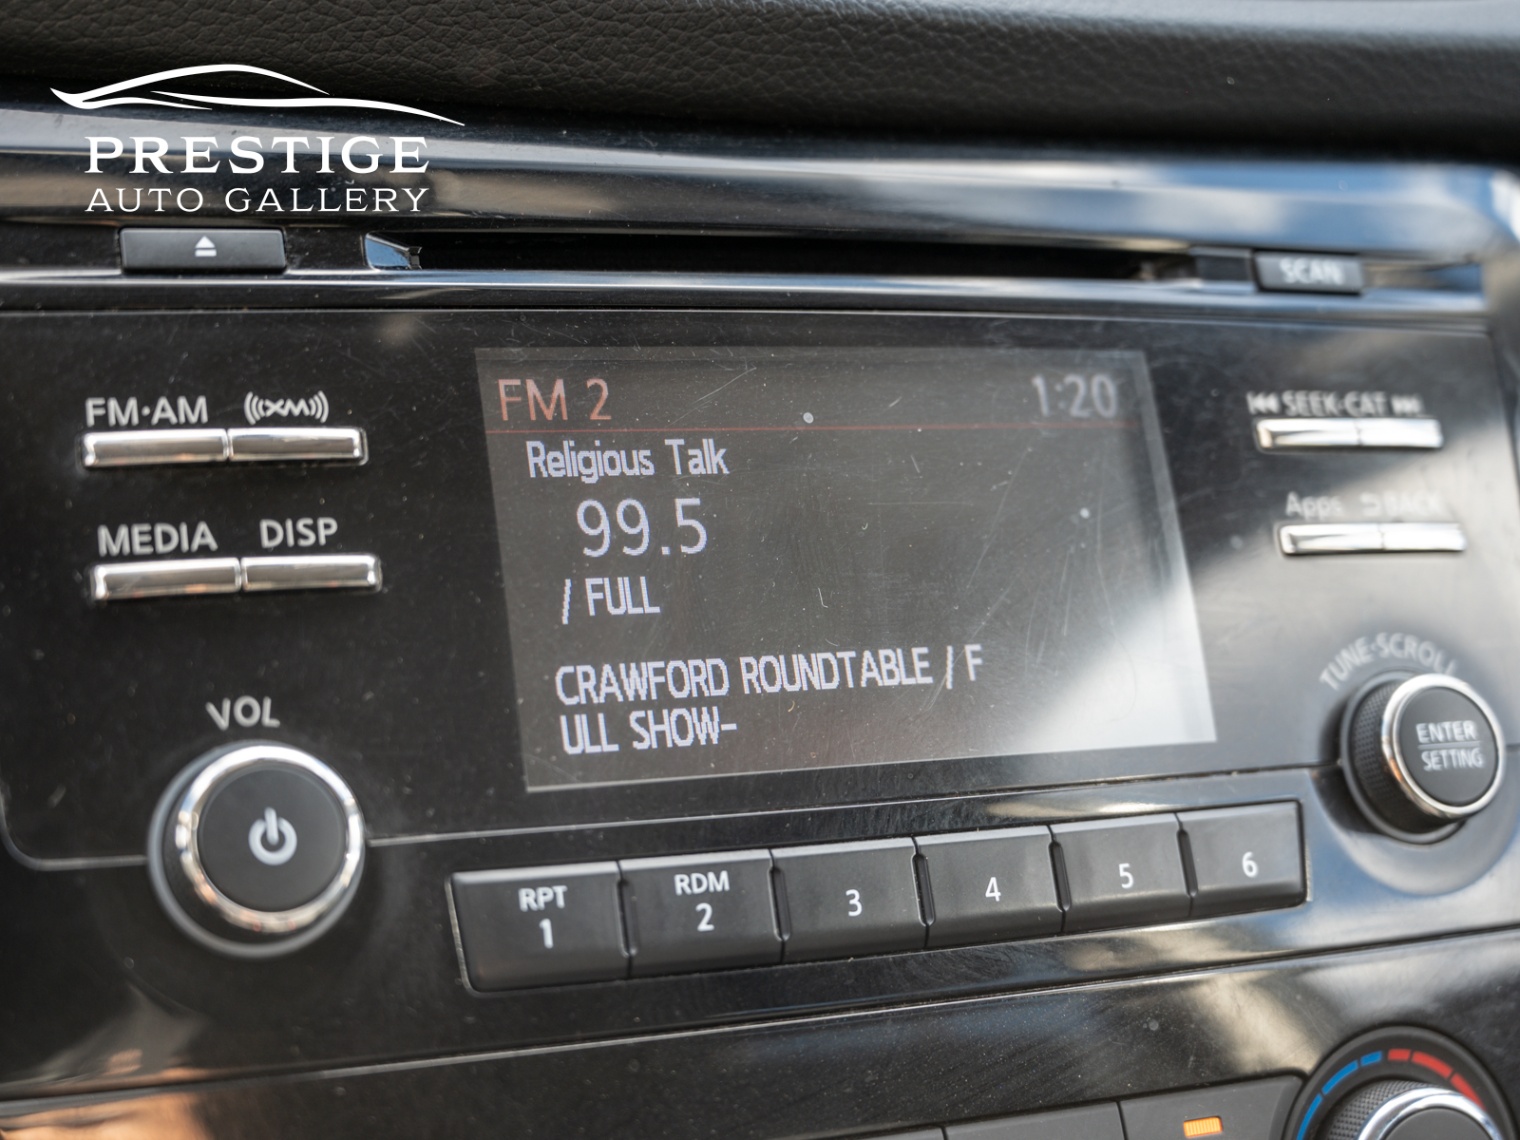 PRESTIGE
AUTO GALLERY
SCAN
FM·AM
((XM))
SEEK·CAT
FM 2
1:20
Religious Talk
99.5
/ FULL
CRAWFORD ROUNDTABLE / F
ULL SHOW-
MEDIA
DISP
Apps
BACK
TUNE·SCROLL
VOL
ENTER
SETTING
RPT
1
RDM
2
3
4
5
6